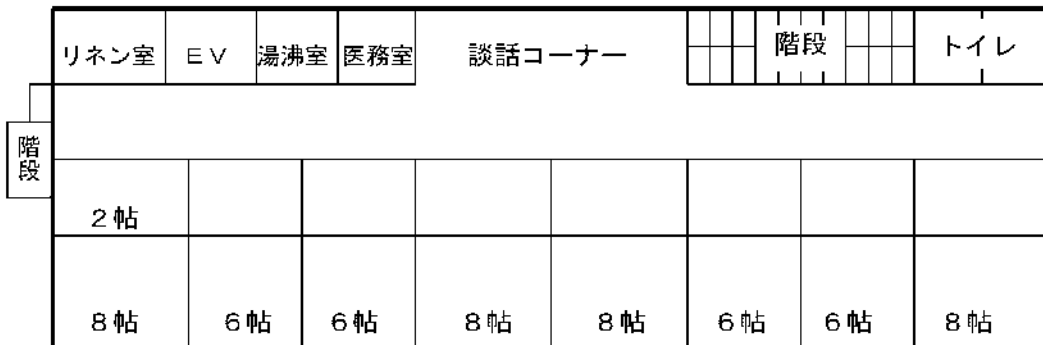 リネン室 EV 湯沸室 医務室 談話コーナー 階段 トイレ
階段
2帖
8帖 6帖 6帖 8帖 8帖 6帖 6帖 8帖